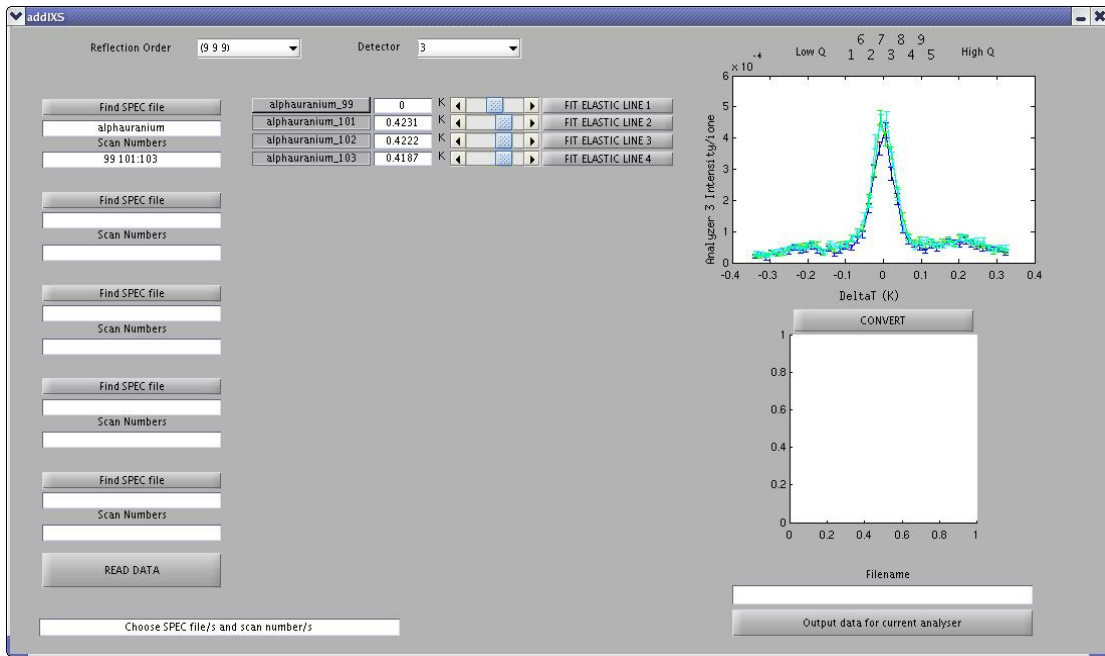 addIXS
Reflection Order (9 9 9) Detector 3
Find SPEC file
alphauranium
Scan Numbers
99 101:103
alphauranium_99 0 K FIT ELASTIC LINE 1
alphauranium_101 0.4231 K FIT ELASTIC LINE 2
alphauranium_102 0.4222 K FIT ELASTIC LINE 3
alphauranium_103 0.4187 K FIT ELASTIC LINE 4
Find SPEC file
Scan Numbers
Find SPEC file
Scan Numbers
Find SPEC file
Scan Numbers
Find SPEC file
Scan Numbers
READ DATA
Choose SPEC file/s and scan number/s
6 7 8 9
Low Q 1 2 3 4 5 High Q
x 10 -4
6
5
4
3
2
1
0
Analyzer 3 Intensity/ione
-0.4 -0.3 -0.2 -0.1 0 0.1 0.2 0.3 0.4
DeltaT (K)
CONVERT
1
0.8
0.6
0.4
0.2
0
0 0.2 0.4 0.6 0.8 1
Filename
Output data for current analyser